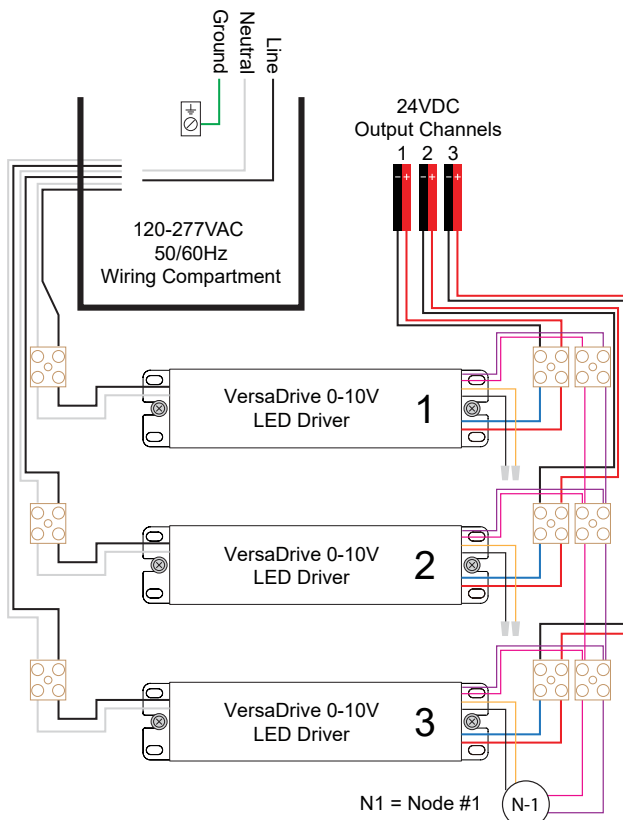 Ground
Neutral
Line
24VDC
Output Channels
1 2 3
- + - + - +
120-277VAC
50/60Hz
Wiring Compartment
VersaDrive 0-10V
LED Driver
1
VersaDrive 0-10V
LED Driver
2
VersaDrive 0-10V
LED Driver
3
N1 = Node #1
N-1